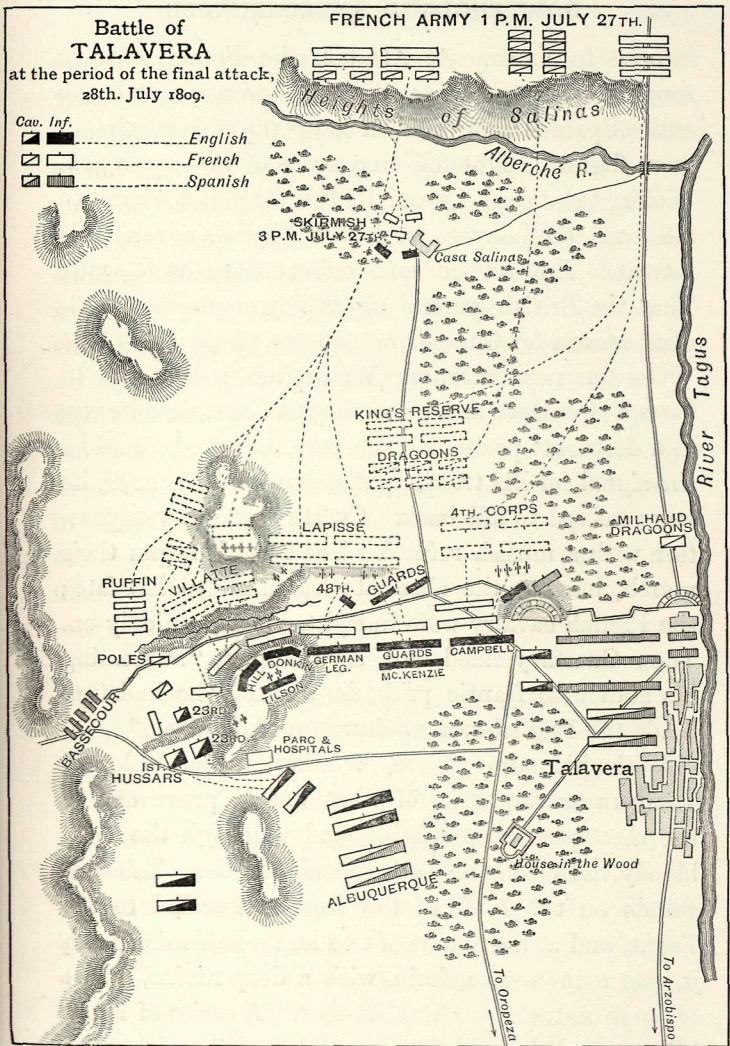 FRENCH ARMY 1 P.M. JULY 27TH.
Battle of
TALAVERA
at the period of the final attack,
28th. July 1809.
Cav. Inf.
English
French
Spanish
Heights of Salinas
Alberche R.
SKIRMISH
3 P.M. JULY 27TH
Casa Salinas
River Tagus
KING'S RESERVE
DRAGOONS
4TH. CORPS
MILHAUD
DRAGOONS
LAPISSE
RUFFIN
VILLATTE
48TH.
GUARDS
POLES
HILL
DONK
TILSON
GERMAN
LEG.
GUARDS
CAMPBELL
MC. KENZIE
BASSECOUR
23RD
23RD
1ST
HUSSARS
PARC &
HOSPITALS
Talavera
House in the Wood
ALBUQUERQUE
To Oropeza
To Arzobispo